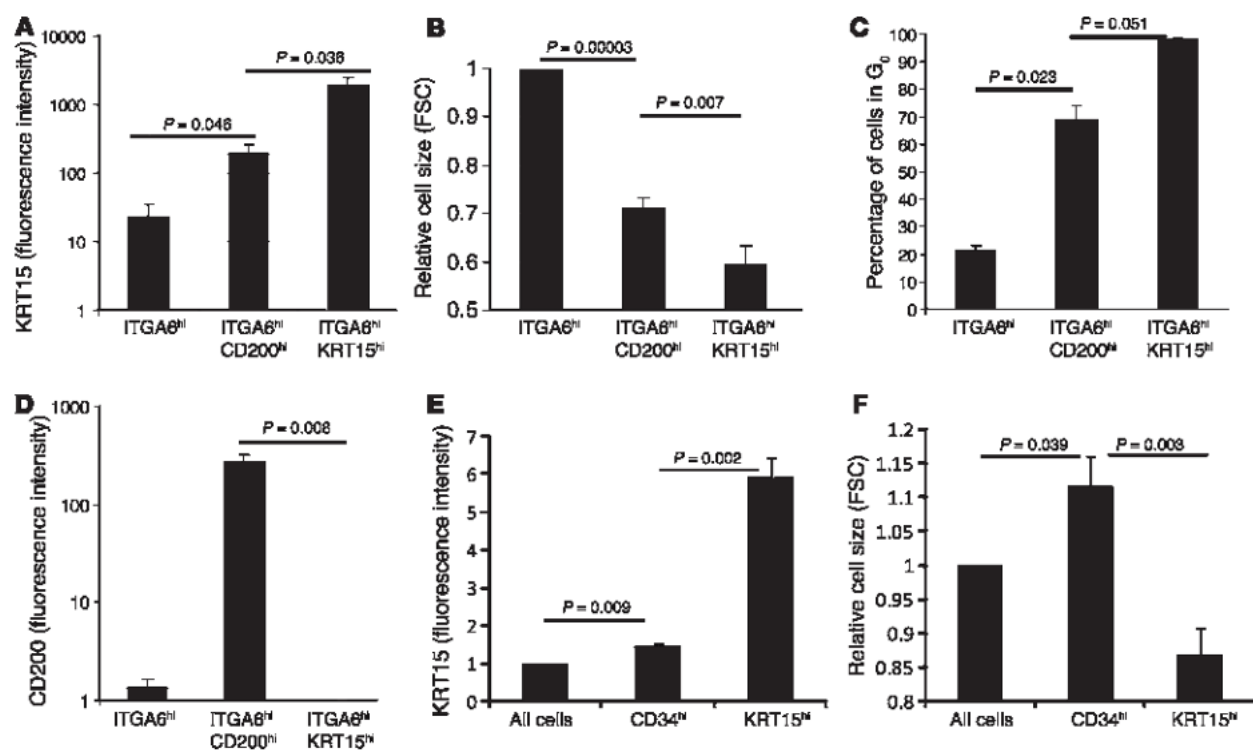 A
KRT15 (fluorescence intensity)
10000
1000
100
10
1
P = 0.046
P = 0.036
ITGA6hi
ITGA6hi
CD200hi
ITGA6hi
KRT15hi
B
Relative cell size (FSC)
1
0.9
0.8
0.7
0.6
0.5
P = 0.00003
P = 0.007
ITGA6hi
ITGA6hi
CD200hi
ITGA6hi
KRT15hi
C
Percentage of cells in G0
100
90
80
70
60
50
40
30
20
10
0
P = 0.023
P = 0.051
ITGA6hi
ITGA6hi
CD200hi
ITGA6hi
KRT15hi
D
CD200 (fluorescence intensity)
1000
100
10
1
P = 0.008
ITGA6hi
ITGA6hi
CD200hi
ITGA6hi
KRT15hi
E
KRT15 (fluorescence intensity)
7
6
5
4
3
2
1
0
P = 0.009
P = 0.002
All cells
CD34hi
KRT15hi
F
Relative cell size (FSC)
1.2
1.15
1.1
1.05
1
0.95
0.9
0.85
0.8
P = 0.039
P = 0.003
All cells
CD34hi
KRT15hi